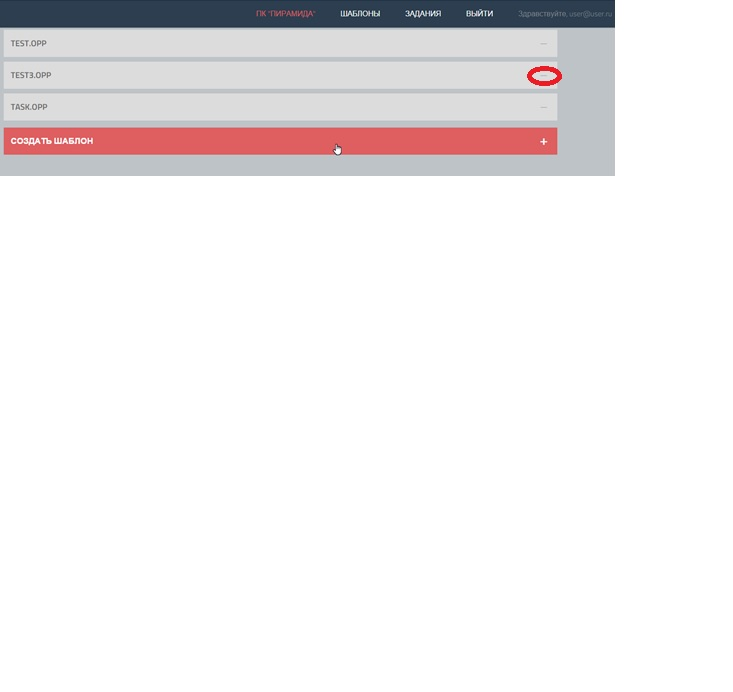 ПК "ПИРАМИДА" ШАБЛОНЫ ЗАДАНИЯ ВЫЙТИ Здравствуйте, user@user.ru
TEST.OPP —
TEST3.OPP —
TASK.OPP —
СОЗДАТЬ ШАБЛОН +